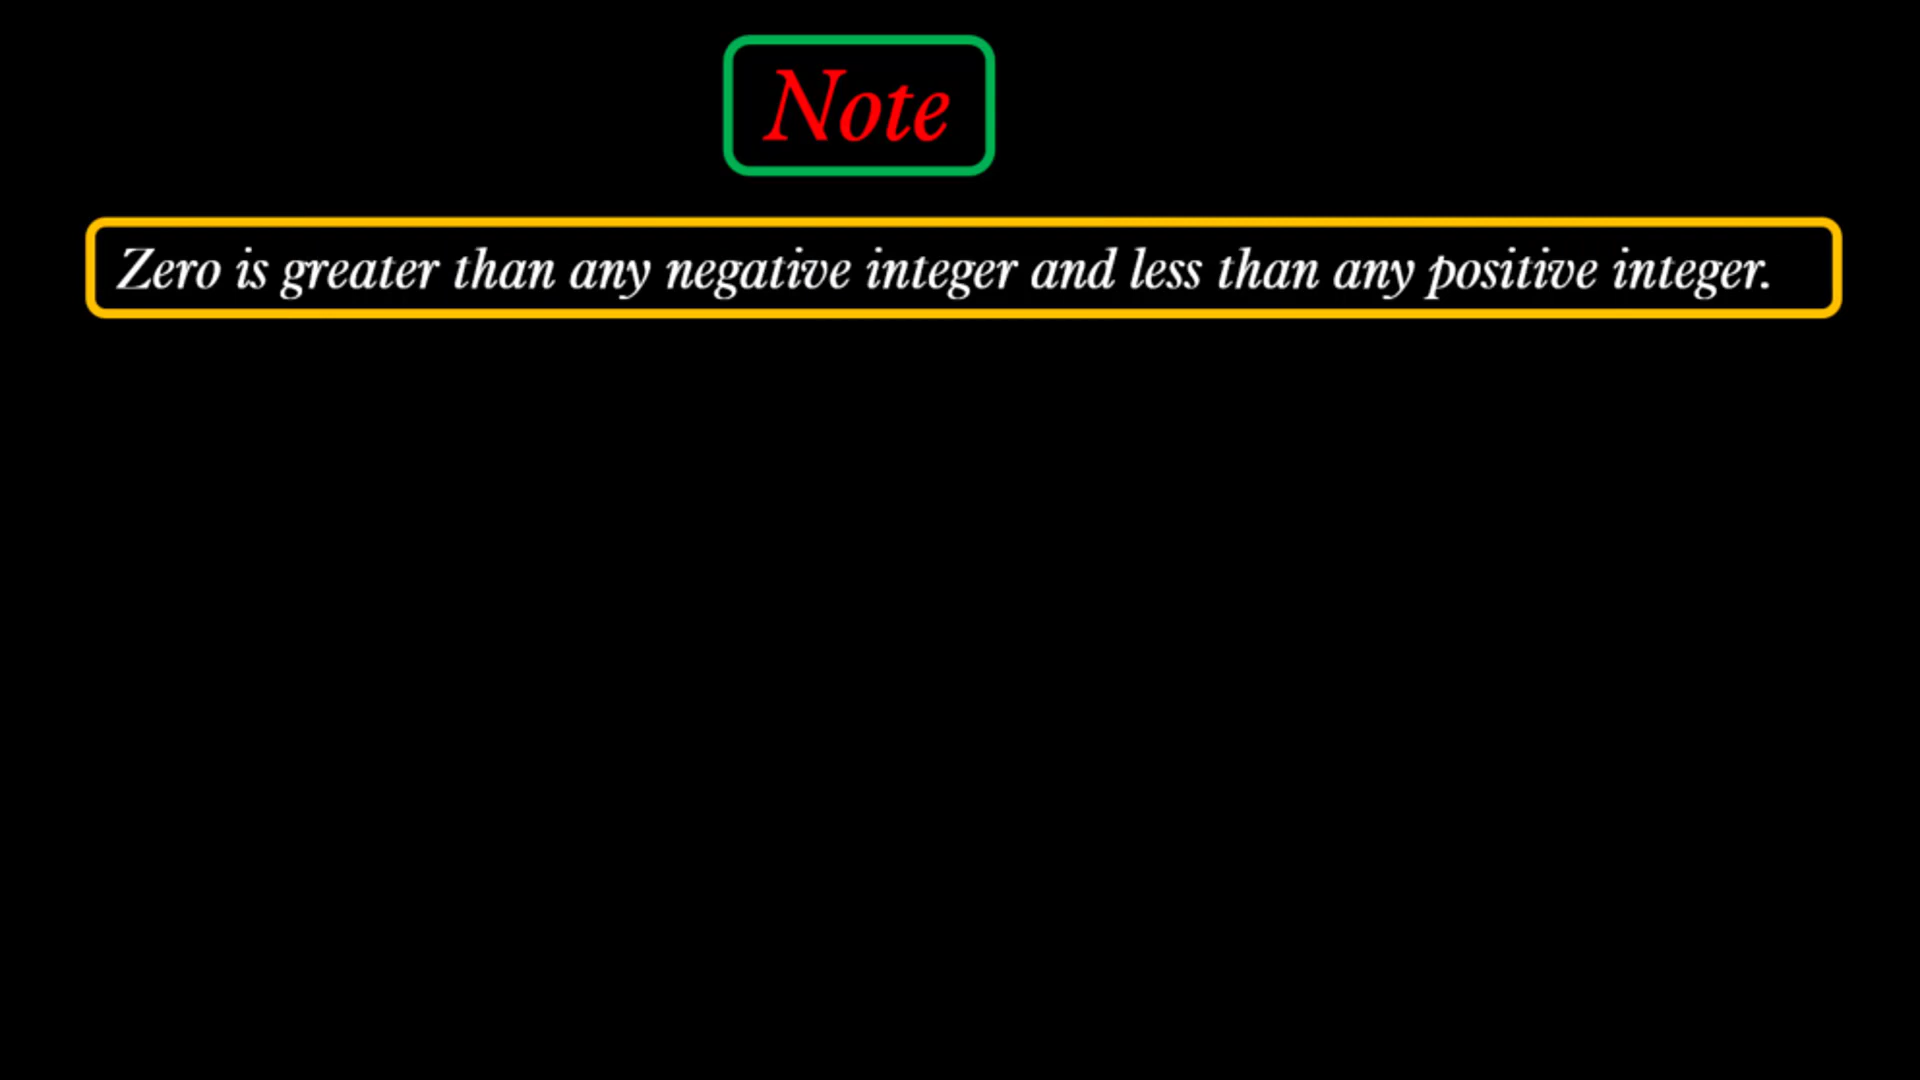 Note
Zero is greater than any negative integer and less than any positive integer.